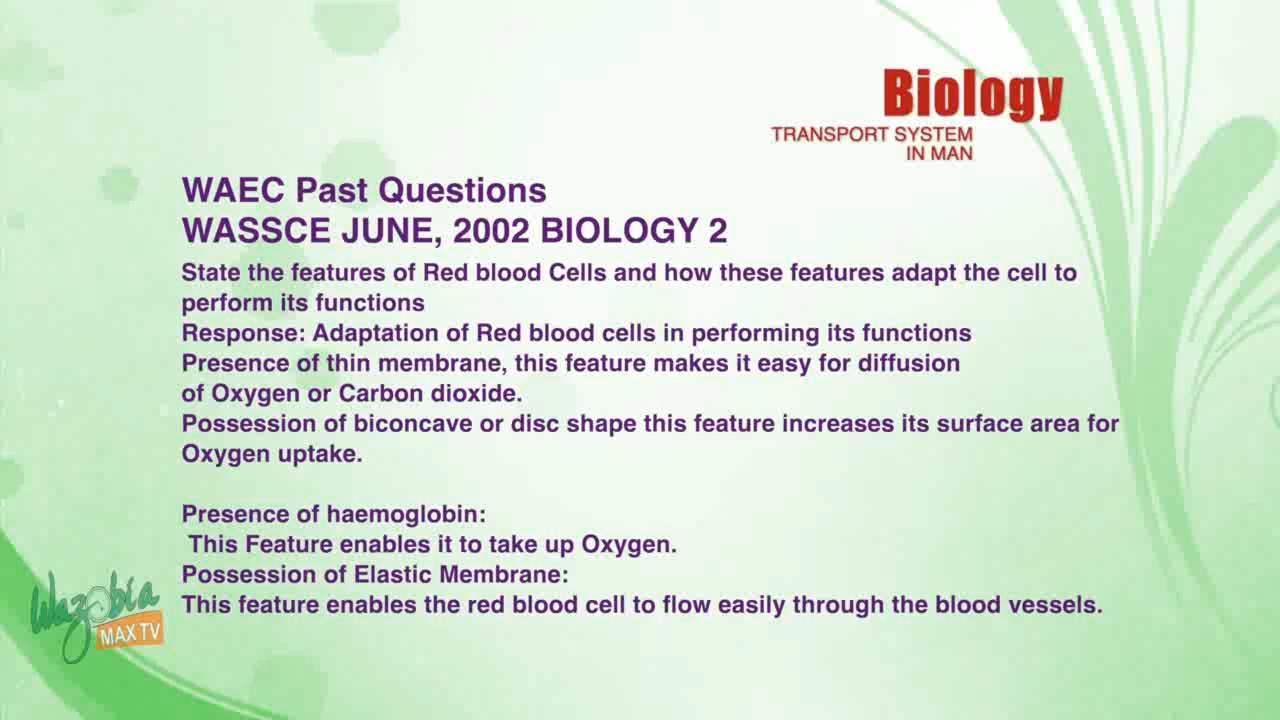 Biology
TRANSPORT SYSTEM
IN MAN
WAEC Past Questions
WASSCE JUNE, 2002 BIOLOGY 2
State the features of Red blood Cells and how these features adapt the cell to
perform its functions
Response: Adaptation of Red blood cells in performing its functions
Presence of thin membrane, this feature makes it easy for diffusion
of Oxygen or Carbon dioxide.
Possession of biconcave or disc shape this feature increases its surface area for
Oxygen uptake.
Presence of haemoglobin:
This Feature enables it to take up Oxygen.
Possession of Elastic Membrane:
This feature enables the red blood cell to flow easily through the blood vessels.
Wazobia
MAX TV